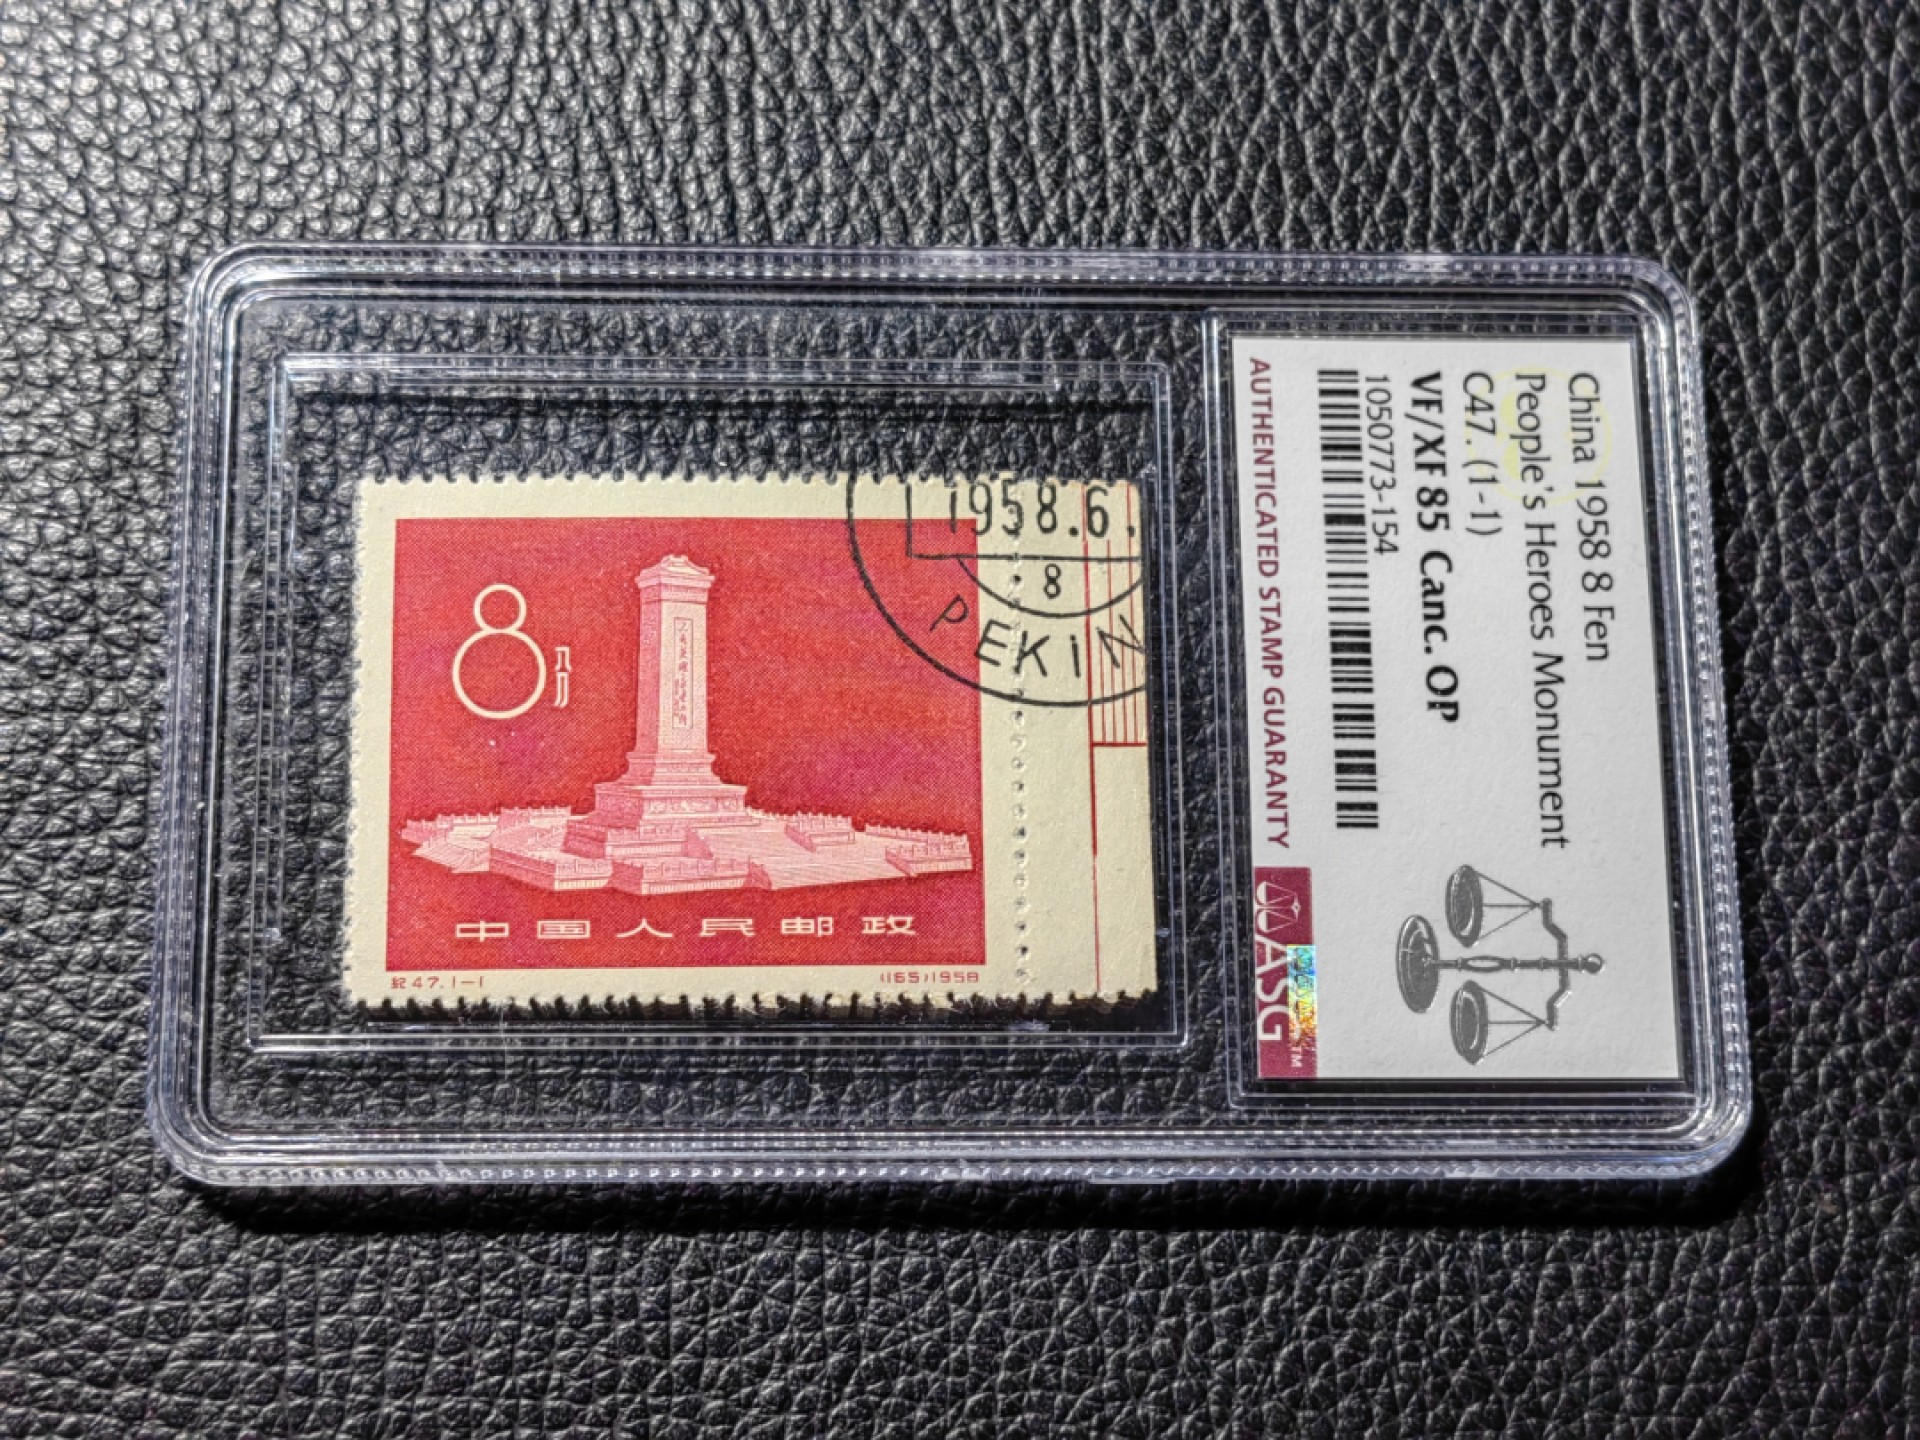 1958.6.
8
PEKIN
8分
中国人民邮政
紀47.1-1
(165)1958
China 1958 8 Fen
People's Heroes Monument
C47. (1-1)
VF/XF 85 Canc. OP
1050773-154
AUTHENTICATED STAMP GUARANTY
ASG™